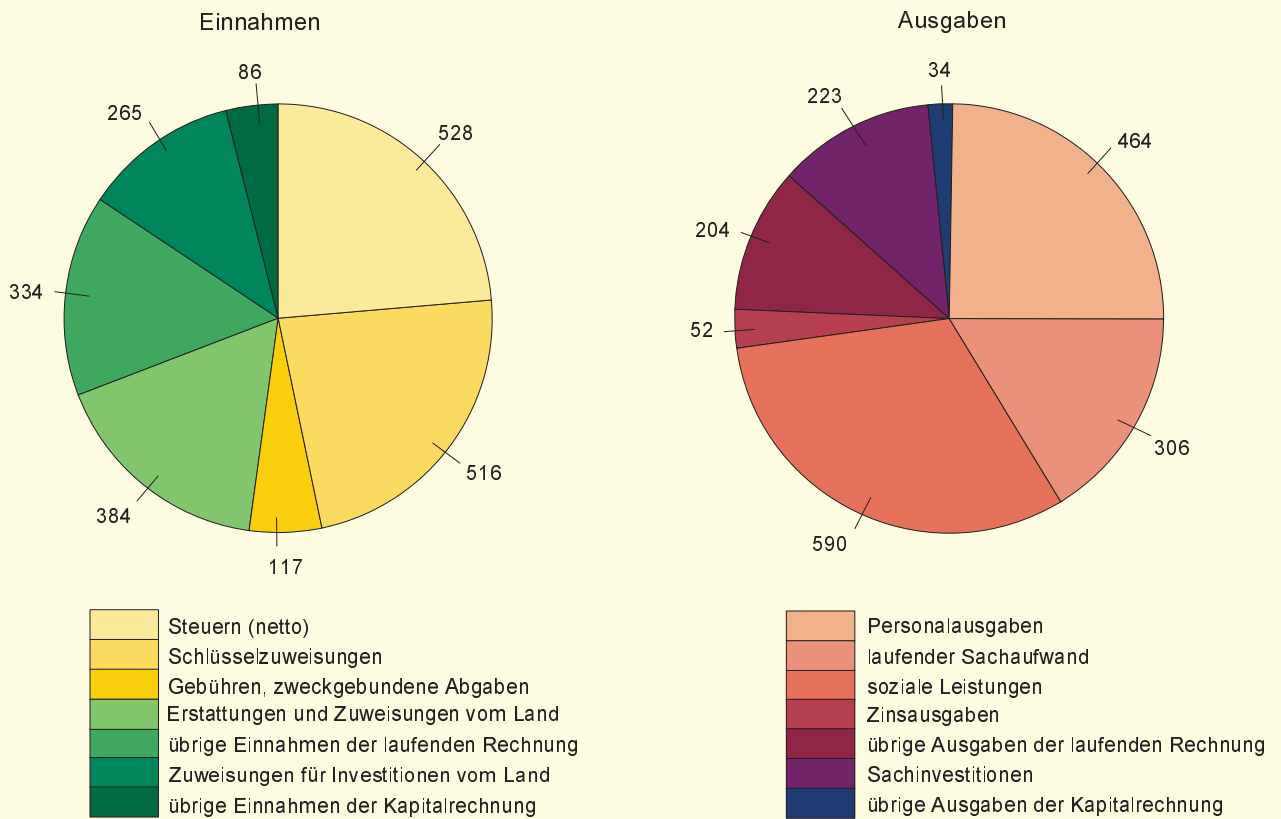 Einnahmen
86
265
528
334
516
384
117
Steuern (netto)
Schlüsselzuweisungen
Gebühren, zweckgebundene Abgaben
Erstattungen und Zuweisungen vom Land
übrige Einnahmen der laufenden Rechnung
Zuweisungen für Investitionen vom Land
übrige Einnahmen der Kapitalrechnung
Ausgaben
34
223
464
204
52
306
590
Personalausgaben
laufender Sachaufwand
soziale Leistungen
Zinsausgaben
übrige Ausgaben der laufenden Rechnung
Sachinvestitionen
übrige Ausgaben der Kapitalrechnung